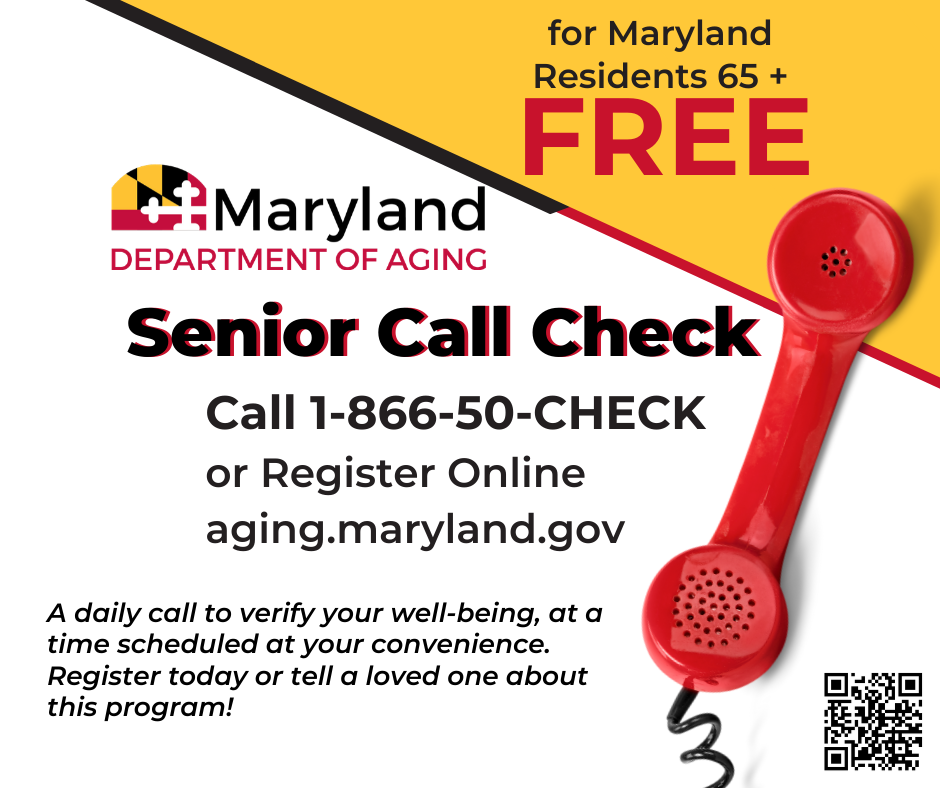 for Maryland
Residents 65 +
FREE
Maryland
DEPARTMENT OF AGING
Senior Call Check
Call 1-866-50-CHECK
or Register Online
aging.maryland.gov
A daily call to verify your well-being, at a
time scheduled at your convenience.
Register today or tell a loved one about
this program!